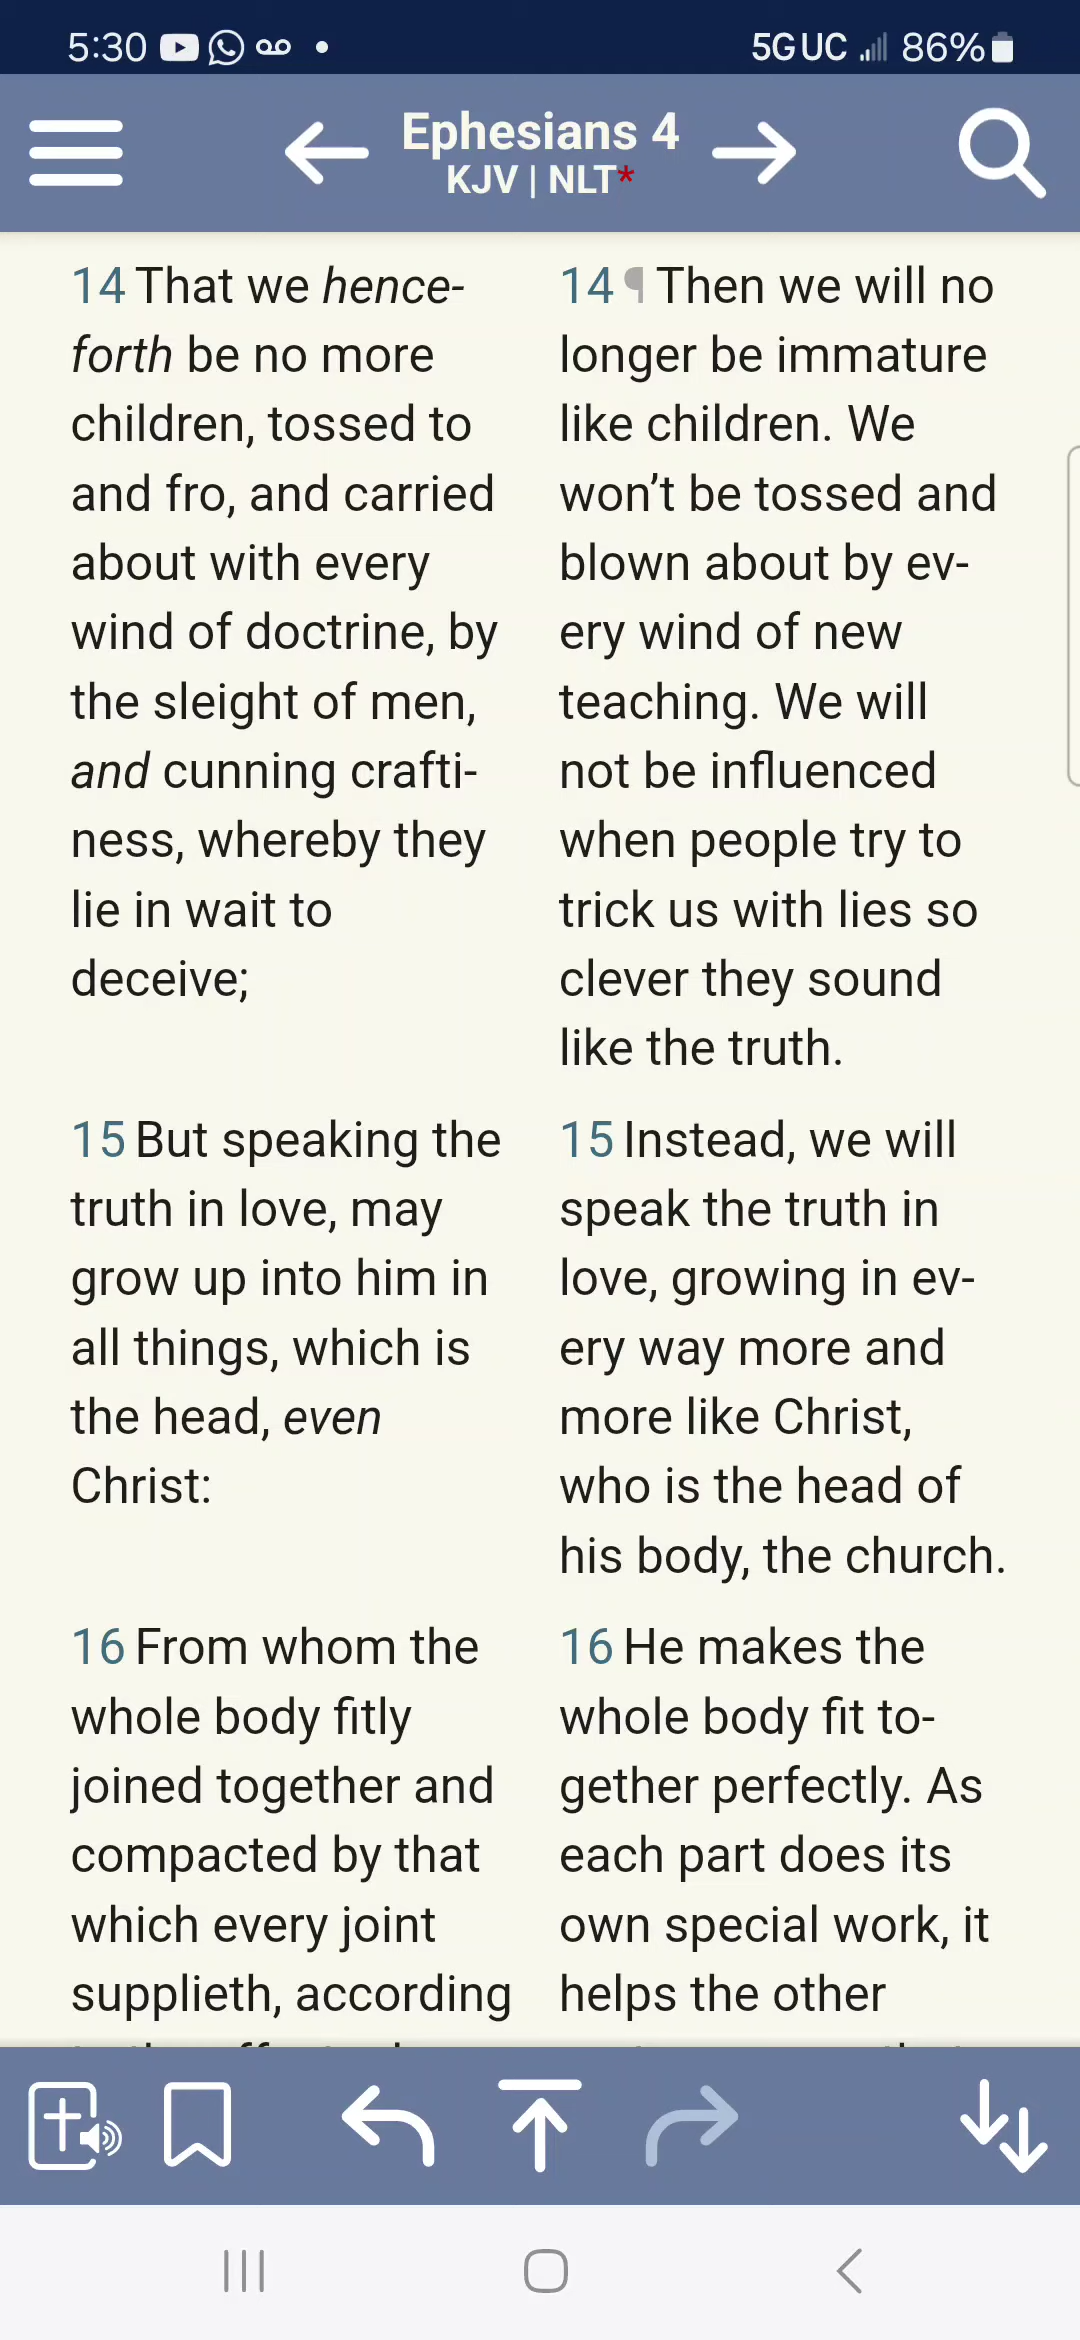 5:30
5G UC 86%
Ephesians 4
KJV | NLT*
14 That we hence-
forth be no more
children, tossed to
and fro, and carried
about with every
wind of doctrine, by
the sleight of men,
and cunning crafti-
ness, whereby they
lie in wait to
deceive;
15 But speaking the
truth in love, may
grow up into him in
all things, which is
the head, even
Christ:
16 From whom the
whole body fitly
joined together and
compacted by that
which every joint
supplieth, according
14 ¶ Then we will no
longer be immature
like children. We
won’t be tossed and
blown about by ev-
ery wind of new
teaching. We will
not be influenced
when people try to
trick us with lies so
clever they sound
like the truth.
15 Instead, we will
speak the truth in
love, growing in ev-
ery way more and
more like Christ,
who is the head of
his body, the church.
16 He makes the
whole body fit to-
gether perfectly. As
each part does its
own special work, it
helps the other